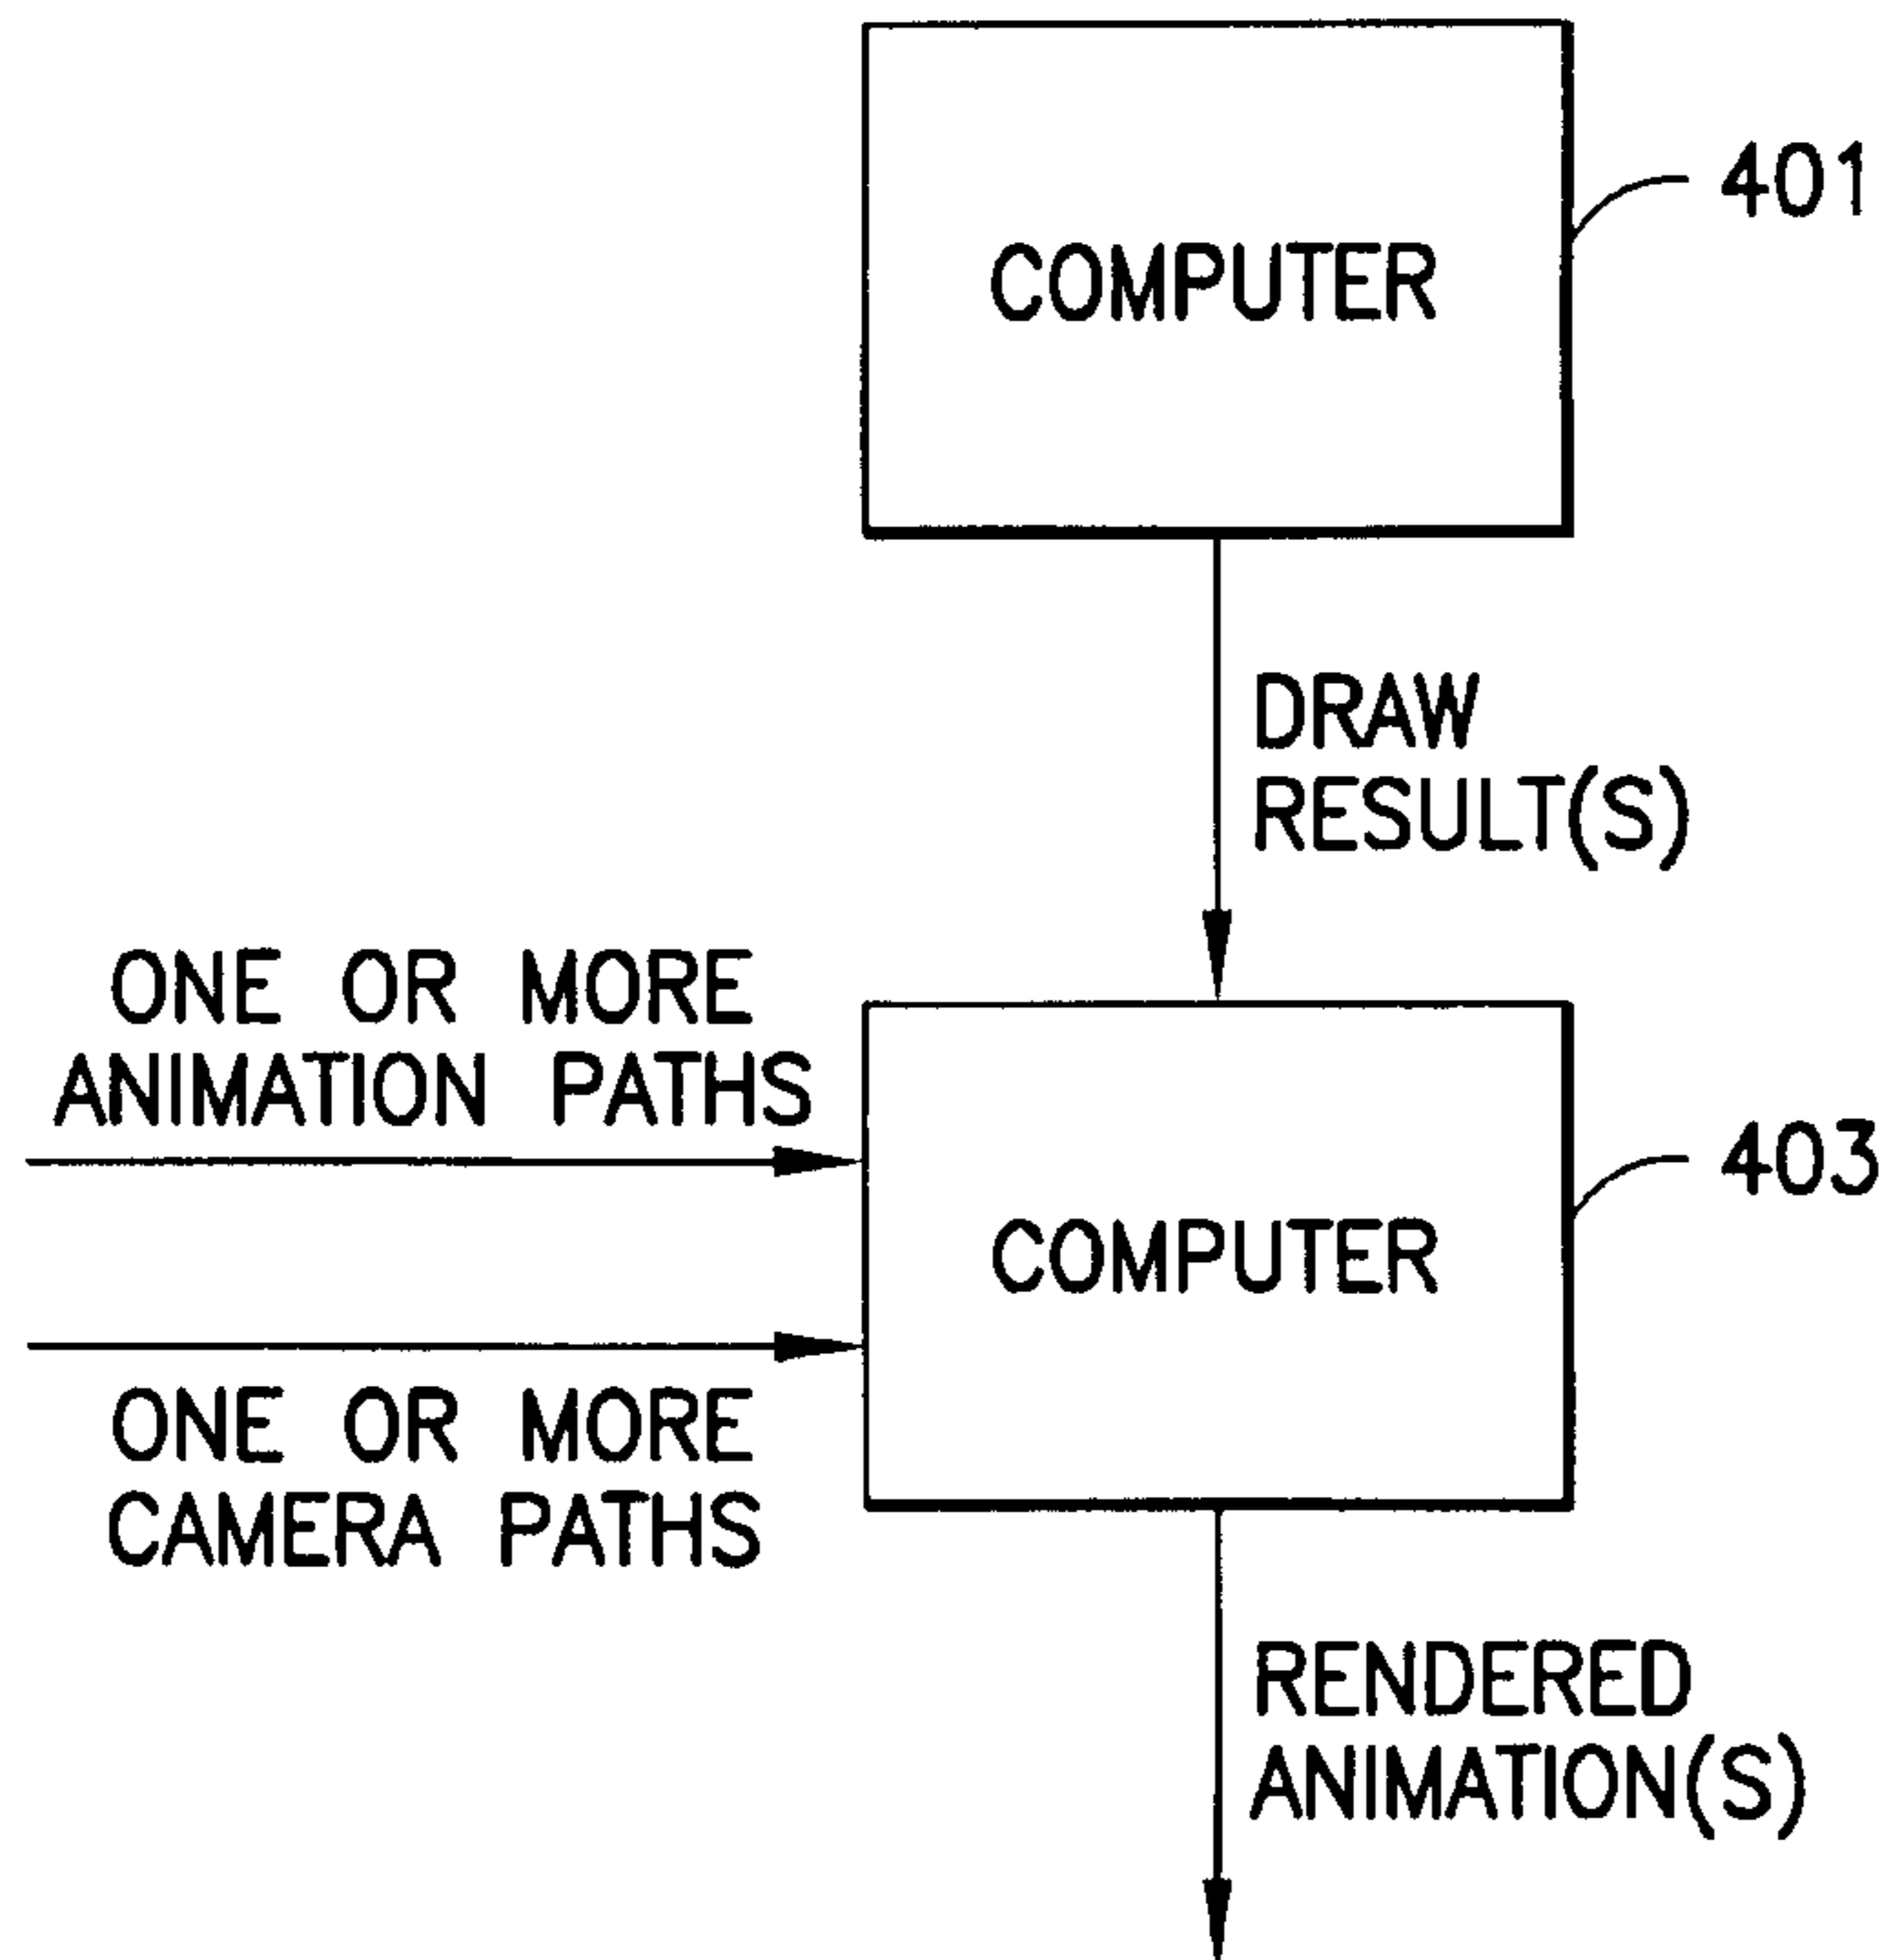 COMPUTER
401
DRAW
RESULT(S)
ONE OR MORE
ANIMATION PATHS
COMPUTER
403
ONE OR MORE
CAMERA PATHS
RENDERED
ANIMATION(S)